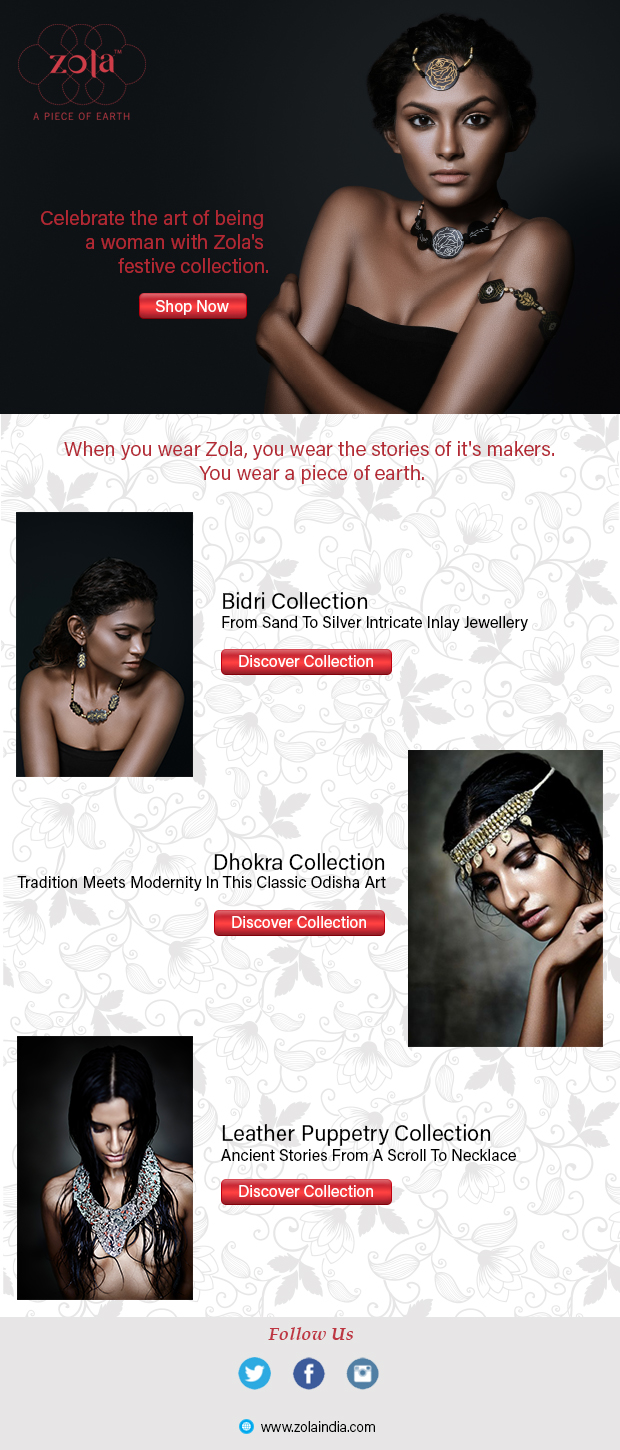 zola™
A PIECE OF EARTH
Celebrate the art of being
a woman with Zola's
festive collection.
Shop Now
When you wear Zola, you wear the stories of it's makers.
You wear a piece of earth.
Bidri Collection
From Sand To Silver Intricate Inlay Jewellery
Discover Collection
Dhokra Collection
Tradition Meets Modernity In This Classic Odisha Art
Discover Collection
Leather Puppetry Collection
Ancient Stories From A Scroll To Necklace
Discover Collection
Follow Us
www.zolaindia.com